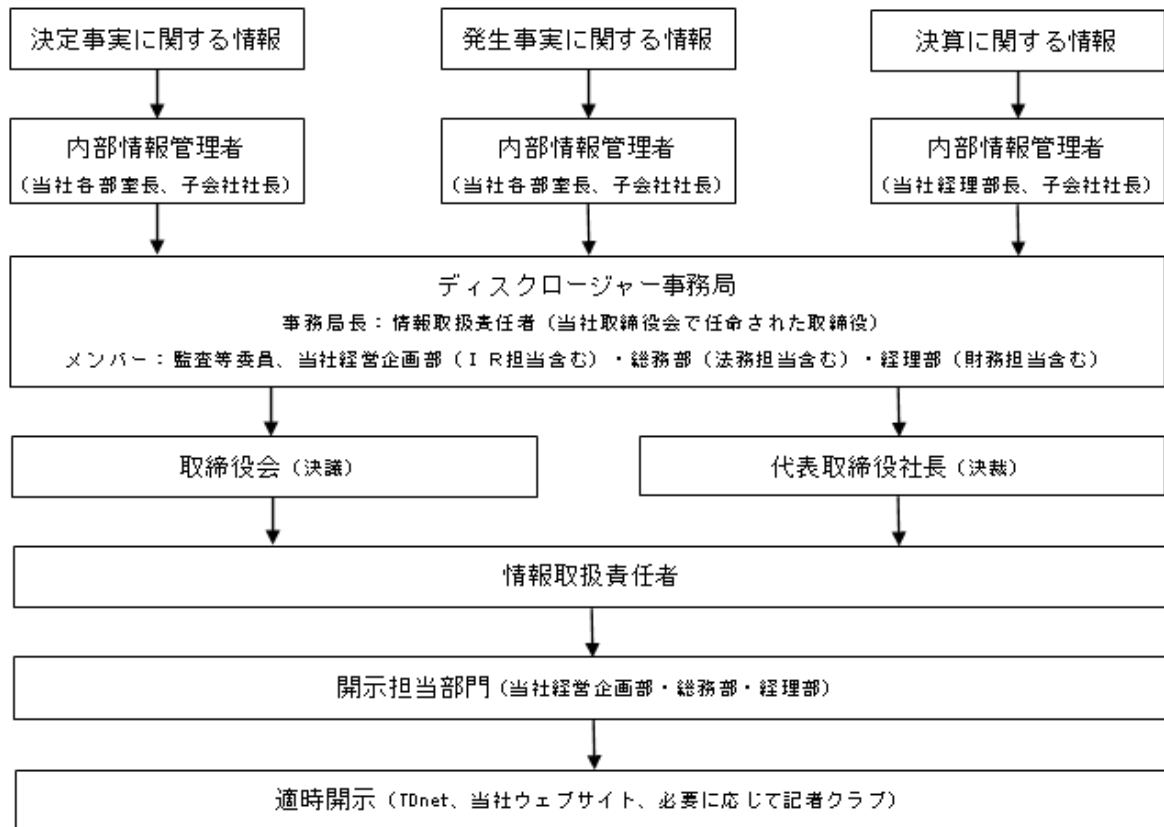 決定事実に関する情報
発生事実に関する情報
決算に関する情報
内部情報管理者
（当社各部室長、子会社社長）
内部情報管理者
（当社各部室長、子会社社長）
内部情報管理者
（当社経理部長、子会社社長）
ディスクロージャー事務局
事務局長：情報取扱責任者（当社取締役会で任命された取締役）
メンバー：監査等委員、当社経営企画部（ＩＲ担当含む）・総務部（法務担当含む）・経理部（財務担当含む）
取締役会（決議）
代表取締役社長（決裁）
情報取扱責任者
開示担当部門（当社経営企画部・総務部・経理部）
適時開示（TDnet、当社ウェブサイト、必要に応じて記者クラブ）